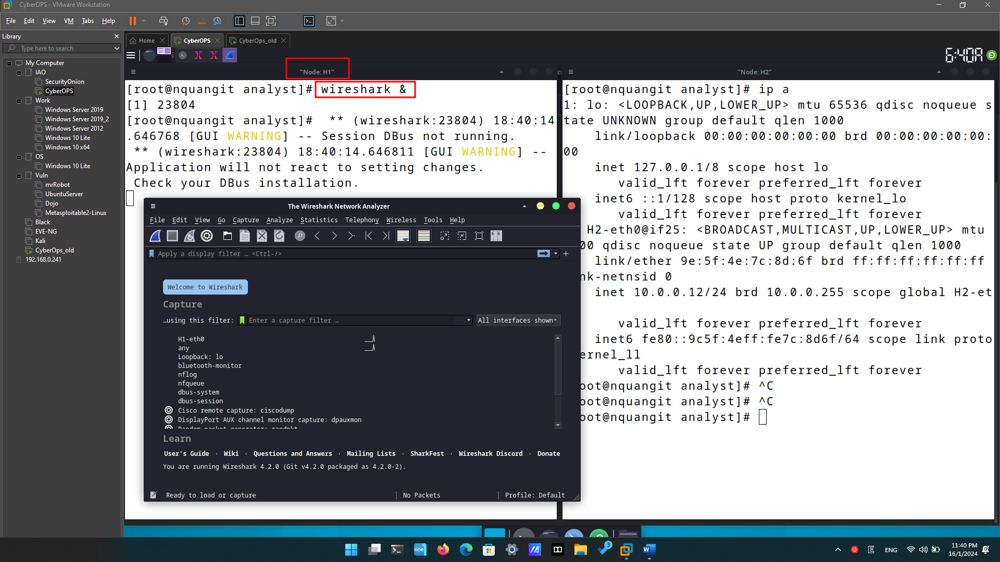 CyberOPS - VMware Workstation
File Edit View VM Tabs Help
Library
Type here to search
My Computer
IAO
SecurityOnion
CyberOPS
Work
Windows Server 2019
Windows Server 2019_2
Windows Server 2012
Windows 10 Lite
Windows 10 x64
OS
Windows 10 Lite
Vuln
mrRobot
UbuntuServer
Dojo
Metasploitable2-Linux
Black
EVE-NG
Kali
CyberOps_old
192.168.0.241
Home CyberOPS CyberOps_old
6:40A
"Node: H1"
[root@nquangit analyst]# wireshark &
[1] 23804
[root@nquangit analyst]#  ** (wireshark:23804) 18:40:14
.646768 [GUI WARNING] -- Session DBus not running.
** (wireshark:23804) 18:40:14.646811 [GUI WARNING] --
Application will not react to setting changes.
Check your DBus installation.
The Wireshark Network Analyzer
File Edit View Go Capture Analyze Statistics Telephony Wireless Tools Help
Apply a display filter … <Ctrl-/>
Welcome to Wireshark
Capture
…using this filter: Enter a capture filter … All interfaces shown
H1-eth0
any
Loopback: lo
bluetooth-monitor
nflog
nfqueue
dbus-system
dbus-session
Cisco remote capture: ciscodump
DisplayPort AUX channel monitor capture: dpauxmon
Random packet generator: randpkt
Learn
User's Guide · Wiki · Questions and Answers · Mailing Lists · SharkFest · Wireshark Discord · Donate
You are running Wireshark 4.2.0 (Git v4.2.0 packaged as 4.2.0-2).
Ready to load or capture No Packets Profile: Default
"Node: H2"
[root@nquangit analyst]# ip a
1: lo: <LOOPBACK,UP,LOWER_UP> mtu 65536 qdisc noqueue s
tate UNKNOWN group default qlen 1000
link/loopback 00:00:00:00:00:00 brd 00:00:00:00:00:
00
inet 127.0.0.1/8 scope host lo
valid_lft forever preferred_lft forever
inet6 ::1/128 scope host proto kernel_lo
valid_lft forever preferred_lft forever
H2-eth0@if25: <BROADCAST,MULTICAST,UP,LOWER_UP> mtu
00 qdisc noqueue state UP group default qlen 1000
link/ether 9e:5f:4e:7c:8d:6f brd ff:ff:ff:ff:ff:ff
nk-netnsid 0
inet 10.0.0.12/24 brd 10.0.0.255 scope global H2-et
valid_lft forever preferred_lft forever
inet6 fe80::9c5f:4eff:fe7c:8d6f/64 scope link proto
ernel_ll
valid_lft forever preferred_lft forever
oot@nquangit analyst]# ^C
oot@nquangit analyst]# ^C
oot@nquangit analyst]#
one
3
ENG
11:40 PM
16/1/2024